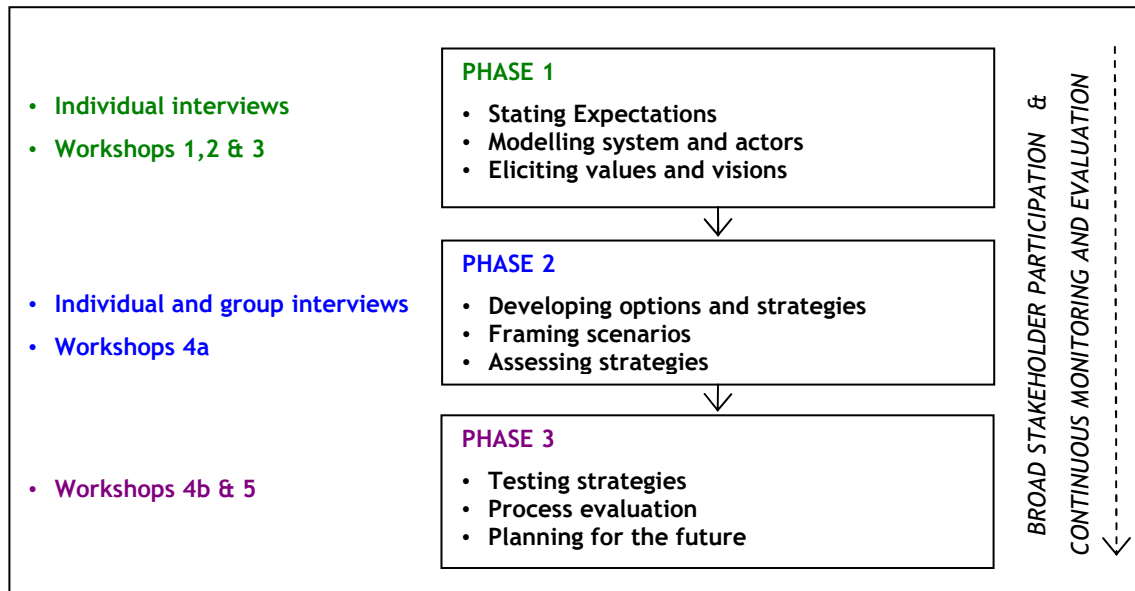 PHASE 1
• Individual interviews
• Workshops 1,2 & 3
• Stating Expectations
• Modelling system and actors
• Eliciting values and visions
PHASE 2
• Individual and group interviews
• Workshops 4a
• Developing options and strategies
• Framing scenarios
• Assessing strategies
PHASE 3
• Workshops 4b & 5
• Testing strategies
• Process evaluation
• Planning for the future
BROAD STAKEHOLDER PARTICIPATION &
CONTINUOUS MONITORING AND EVALUATION